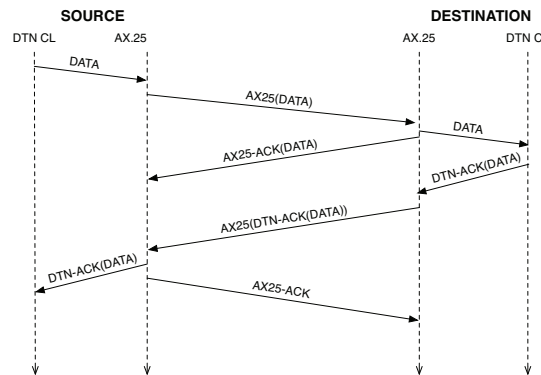 SOURCE
DESTINATION
DTN CL
AX.25
AX.25
DTN C
DATA
AX25(DATA)
DATA
AX25-ACK(DATA)
DTN-ACK(DATA)
AX25(DTN-ACK(DATA))
DTN-ACK(DATA)
AX25-ACK